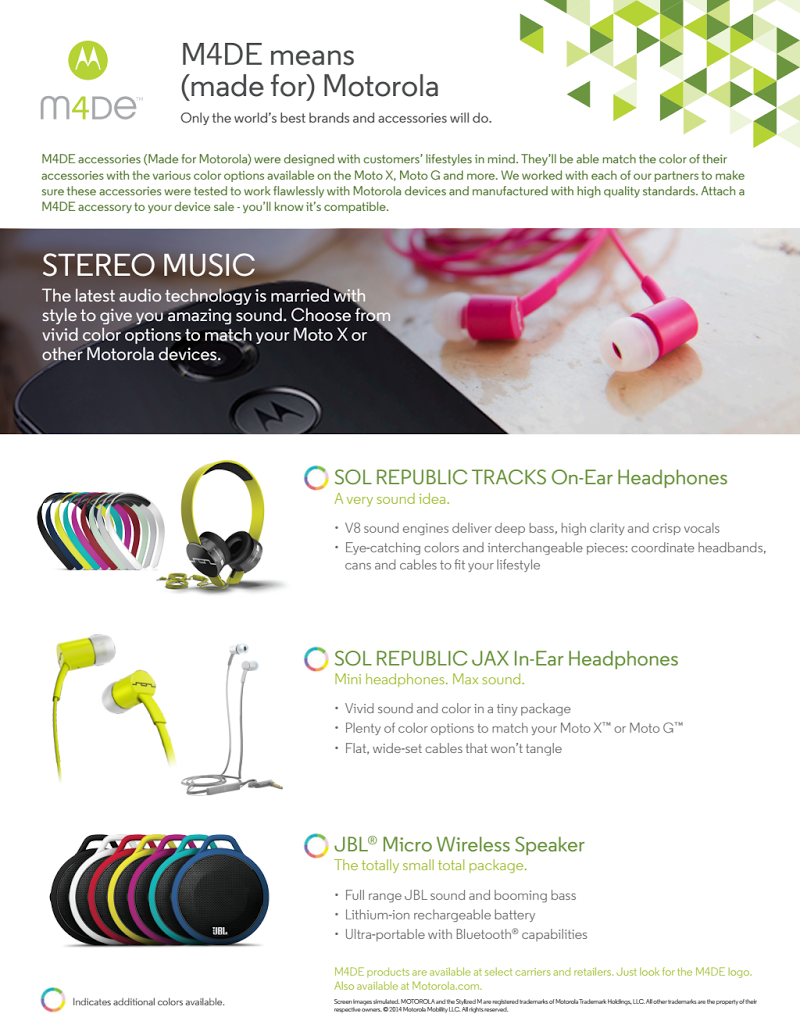 m4DE™
M4DE means
(made for) Motorola
Only the world's best brands and accessories will do.
M4DE accessories (Made for Motorola) were designed with customers' lifestyles in mind. They'll be able match the color of their
accessories with the various color options available on the Moto X, Moto G and more. We worked with each of our partners to make
sure these accessories were tested to work flawlessly with Motorola devices and manufactured with high quality standards. Attach a
M4DE accessory to your device sale - you'll know it's compatible.
STEREO MUSIC
The latest audio technology is married with
style to give you amazing sound. Choose from
vivid color options to match your Moto X or
other Motorola devices.
SOL REPUBLIC TRACKS On-Ear Headphones
A very sound idea.
• V8 sound engines deliver deep bass, high clarity and crisp vocals
• Eye-catching colors and interchangeable pieces: coordinate headbands,
cans and cables to fit your lifestyle
SOL REPUBLIC JAX In-Ear Headphones
Mini headphones. Max sound.
• Vivid sound and color in a tiny package
• Plenty of color options to match your Moto X™ or Moto G™
• Flat, wide-set cables that won't tangle
JBL
JBL® Micro Wireless Speaker
The totally small total package.
• Full range JBL sound and booming bass
• Lithium-ion rechargeable battery
• Ultra-portable with Bluetooth® capabilities
M4DE products are available at select carriers and retailers. Just look for the M4DE logo.
Also available at Motorola.com.
Indicates additional colors available.
Screen images simulated. MOTOROLA and the Stylized M are registered trademarks of Motorola Trademark Holdings, LLC. All other trademarks are the property of their
respective owners. © 2014 Motorola Mobility LLC. All rights reserved.